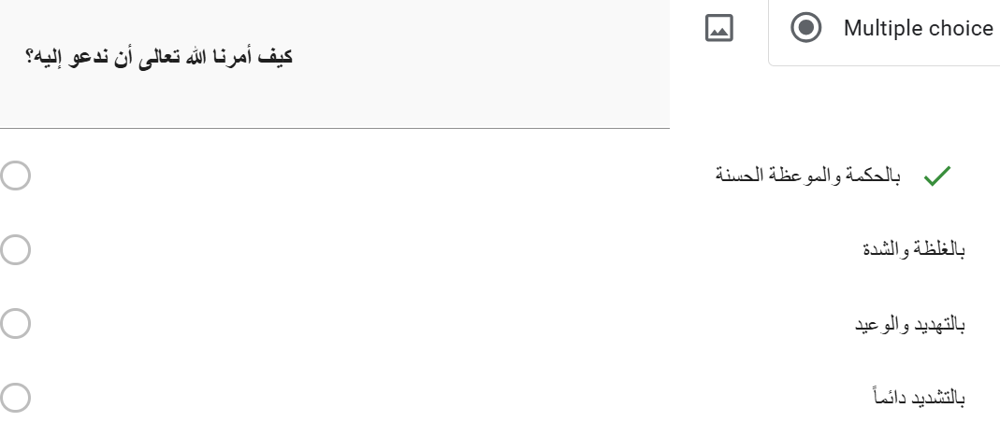 Multiple choice
كيف أمرنا الله تعالى أن ندعو إليه؟
بالحكمة والموعظة الحسنة
بالغلظة والشدة
بالتهديد والوعيد
بالتشديد دائماً